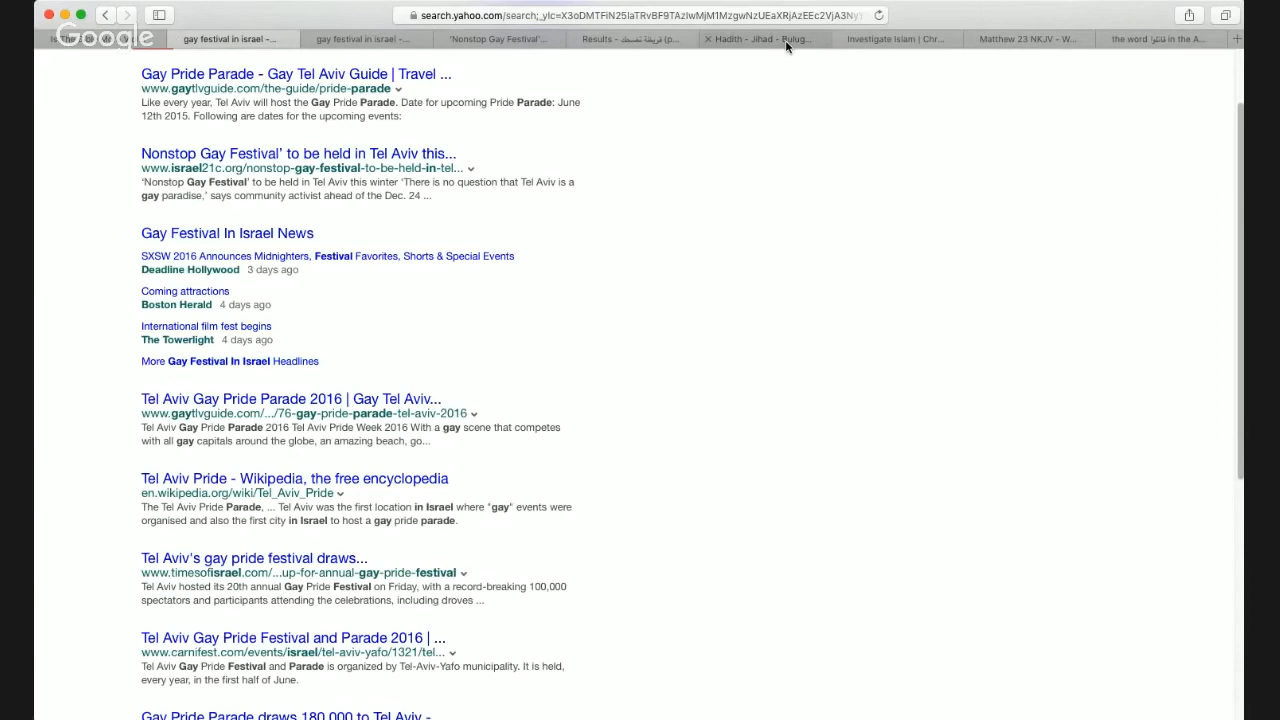 search.yahoo.com/search;_ylc=X3oDMTFiN25laTRvBF9TAzIwMjM1MzgwNzUEaXRjAzEEc2VjA3NyY
Google
gay festival in israel -...
gay festival in israel -...
'Nonstop Gay Festival'...
Results - قريظة تفسك (p...
Hadith - Jihad - Bulug...
Investigate Islam | Chr...
Matthew 23 NKJV - W...
the word قاتلوا in the A...
Gay Pride Parade - Gay Tel Aviv Guide | Travel ...
www.gaytlvguide.com/the-guide/pride-parade
Like every year, Tel Aviv will host the Gay Pride Parade. Date for upcoming Pride Parade: June
12th 2015. Following are dates for the upcoming events:
Nonstop Gay Festival' to be held in Tel Aviv this...
www.israel21c.org/nonstop-gay-festival-to-be-held-in-tel...
'Nonstop Gay Festival' to be held in Tel Aviv this winter 'There is no question that Tel Aviv is a
gay paradise,' says community activist ahead of the Dec. 24 ...
Gay Festival In Israel News
SXSW 2016 Announces Midnighters, Festival Favorites, Shorts & Special Events
Deadline Hollywood 3 days ago
Coming attractions
Boston Herald 4 days ago
International film fest begins
The Towerlight 4 days ago
More Gay Festival In Israel Headlines
Tel Aviv Gay Pride Parade 2016 | Gay Tel Aviv...
www.gaytlvguide.com/.../76-gay-pride-parade-tel-aviv-2016
Tel Aviv Gay Pride Parade 2016 Tel Aviv Pride Week 2016 With a gay scene that competes
with all gay capitals around the globe, an amazing beach, go...
Tel Aviv Pride - Wikipedia, the free encyclopedia
en.wikipedia.org/wiki/Tel_Aviv_Pride
The Tel Aviv Pride Parade, ... Tel Aviv was the first location in Israel where "gay" events were
organised and also the first city in Israel to host a gay pride parade.
Tel Aviv's gay pride festival draws...
www.timesofisrael.com/...up-for-annual-gay-pride-festival
Tel Aviv hosted its 20th annual Gay Pride Festival on Friday, with a record-breaking 100,000
spectators and participants attending the celebrations, including droves ...
Tel Aviv Gay Pride Festival and Parade 2016 | ...
www.carnifest.com/events/israel/tel-aviv-yafo/1321/tel...
Tel Aviv Gay Pride Festival and Parade is organized by Tel-Aviv-Yafo municipality. It is held,
every year, in the first half of June.
Gay Pride Parade draws 180,000 to Tel Aviv -